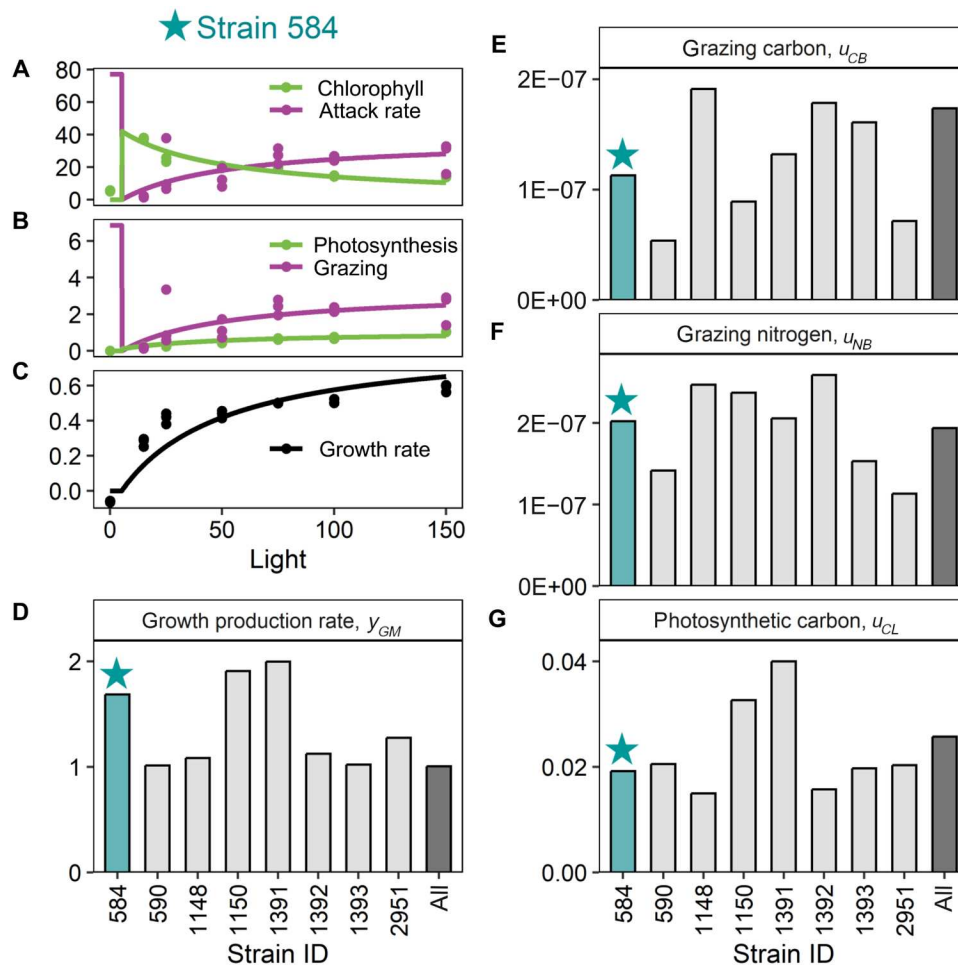 ★ Strain 584
A
80
60
40
20
0
Chlorophyll
Attack rate
B
6
4
2
0
Photosynthesis
Grazing
C
0.6
0.4
0.2
0.0
Growth rate
0 50 100 150
Light
D
Growth production rate, y_GM
2
1
0
584 590 1148 1150 1391 1392 1393 2951 All
Strain ID
E
Grazing carbon, u_CB
2E−07
1E−07
0E+00
F
Grazing nitrogen, u_NB
2E−07
1E−07
0E+00
G
Photosynthetic carbon, u_CL
0.04
0.02
0.00
584 590 1148 1150 1391 1392 1393 2951 All
Strain ID